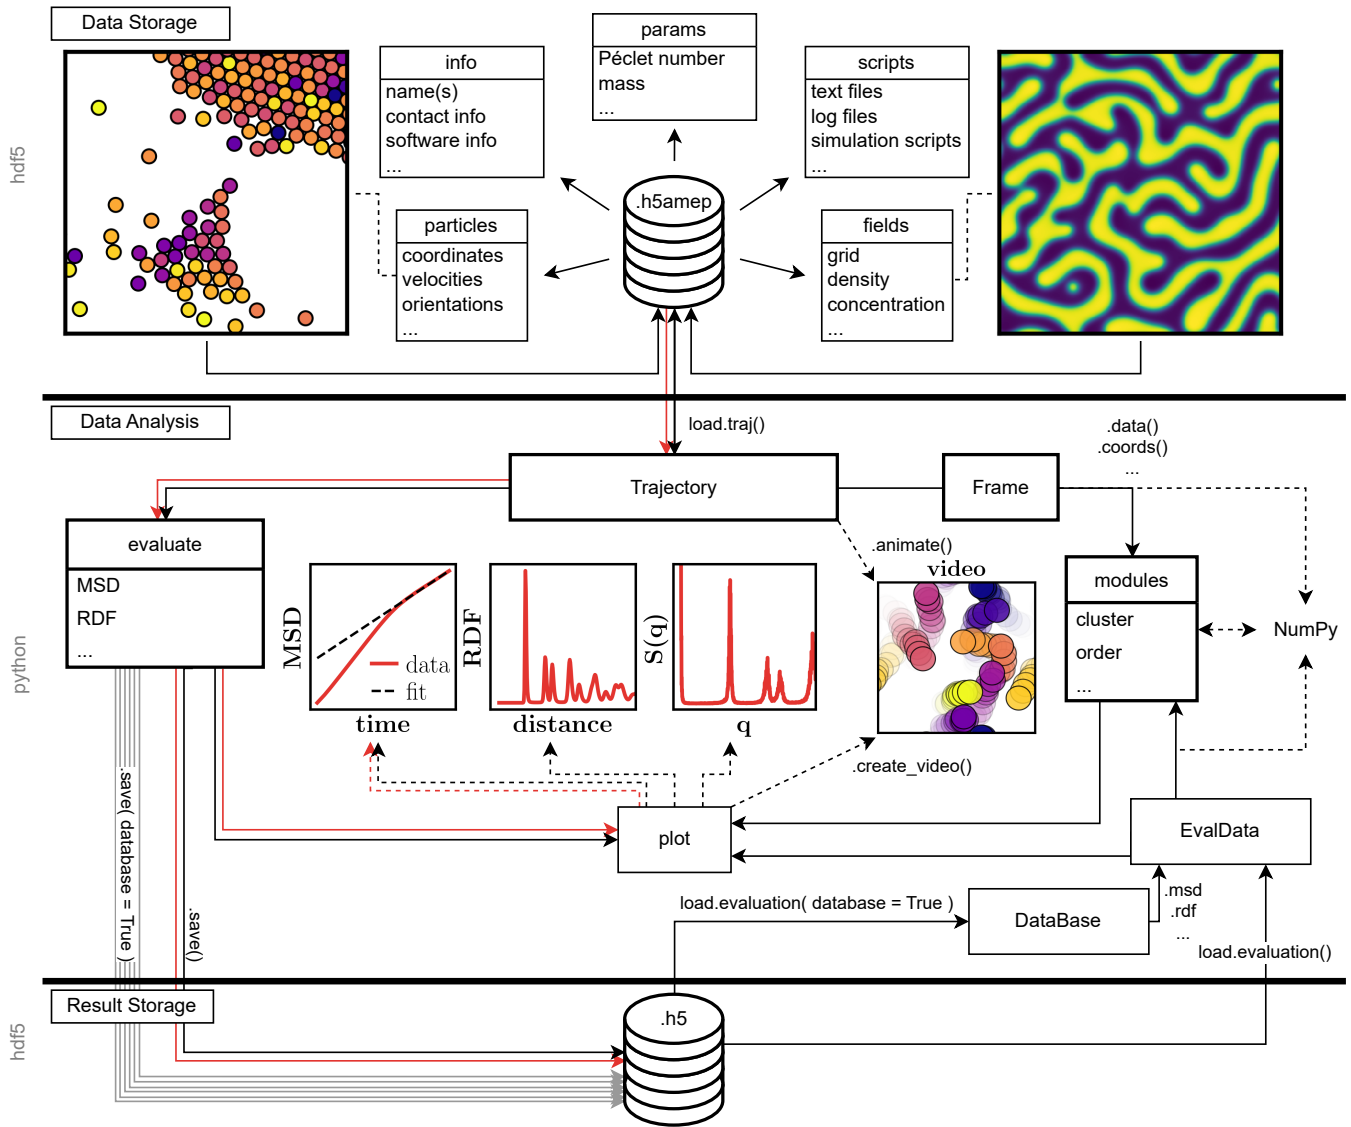 Data Storage
hdf5
info
name(s)
contact info
software info
...
params
Péclet number
mass
...
scripts
text files
log files
simulation scripts
...
.h5amep
particles
coordinates
velocities
orientations
...
fields
grid
density
concentration
...
Data Analysis
python
load.traj()
Trajectory
Frame
.data()
.coords()
...
evaluate
MSD
RDF
...
MSD
data
fit
time
RDF
distance
S(q)
q
.animate()
video
.create_video()
modules
cluster
order
...
NumPy
plot
EvalData
.save( database = True )
.save()
load.evaluation( database = True )
DataBase
.msd
.rdf
...
load.evaluation()
Result Storage
hdf5
.h5